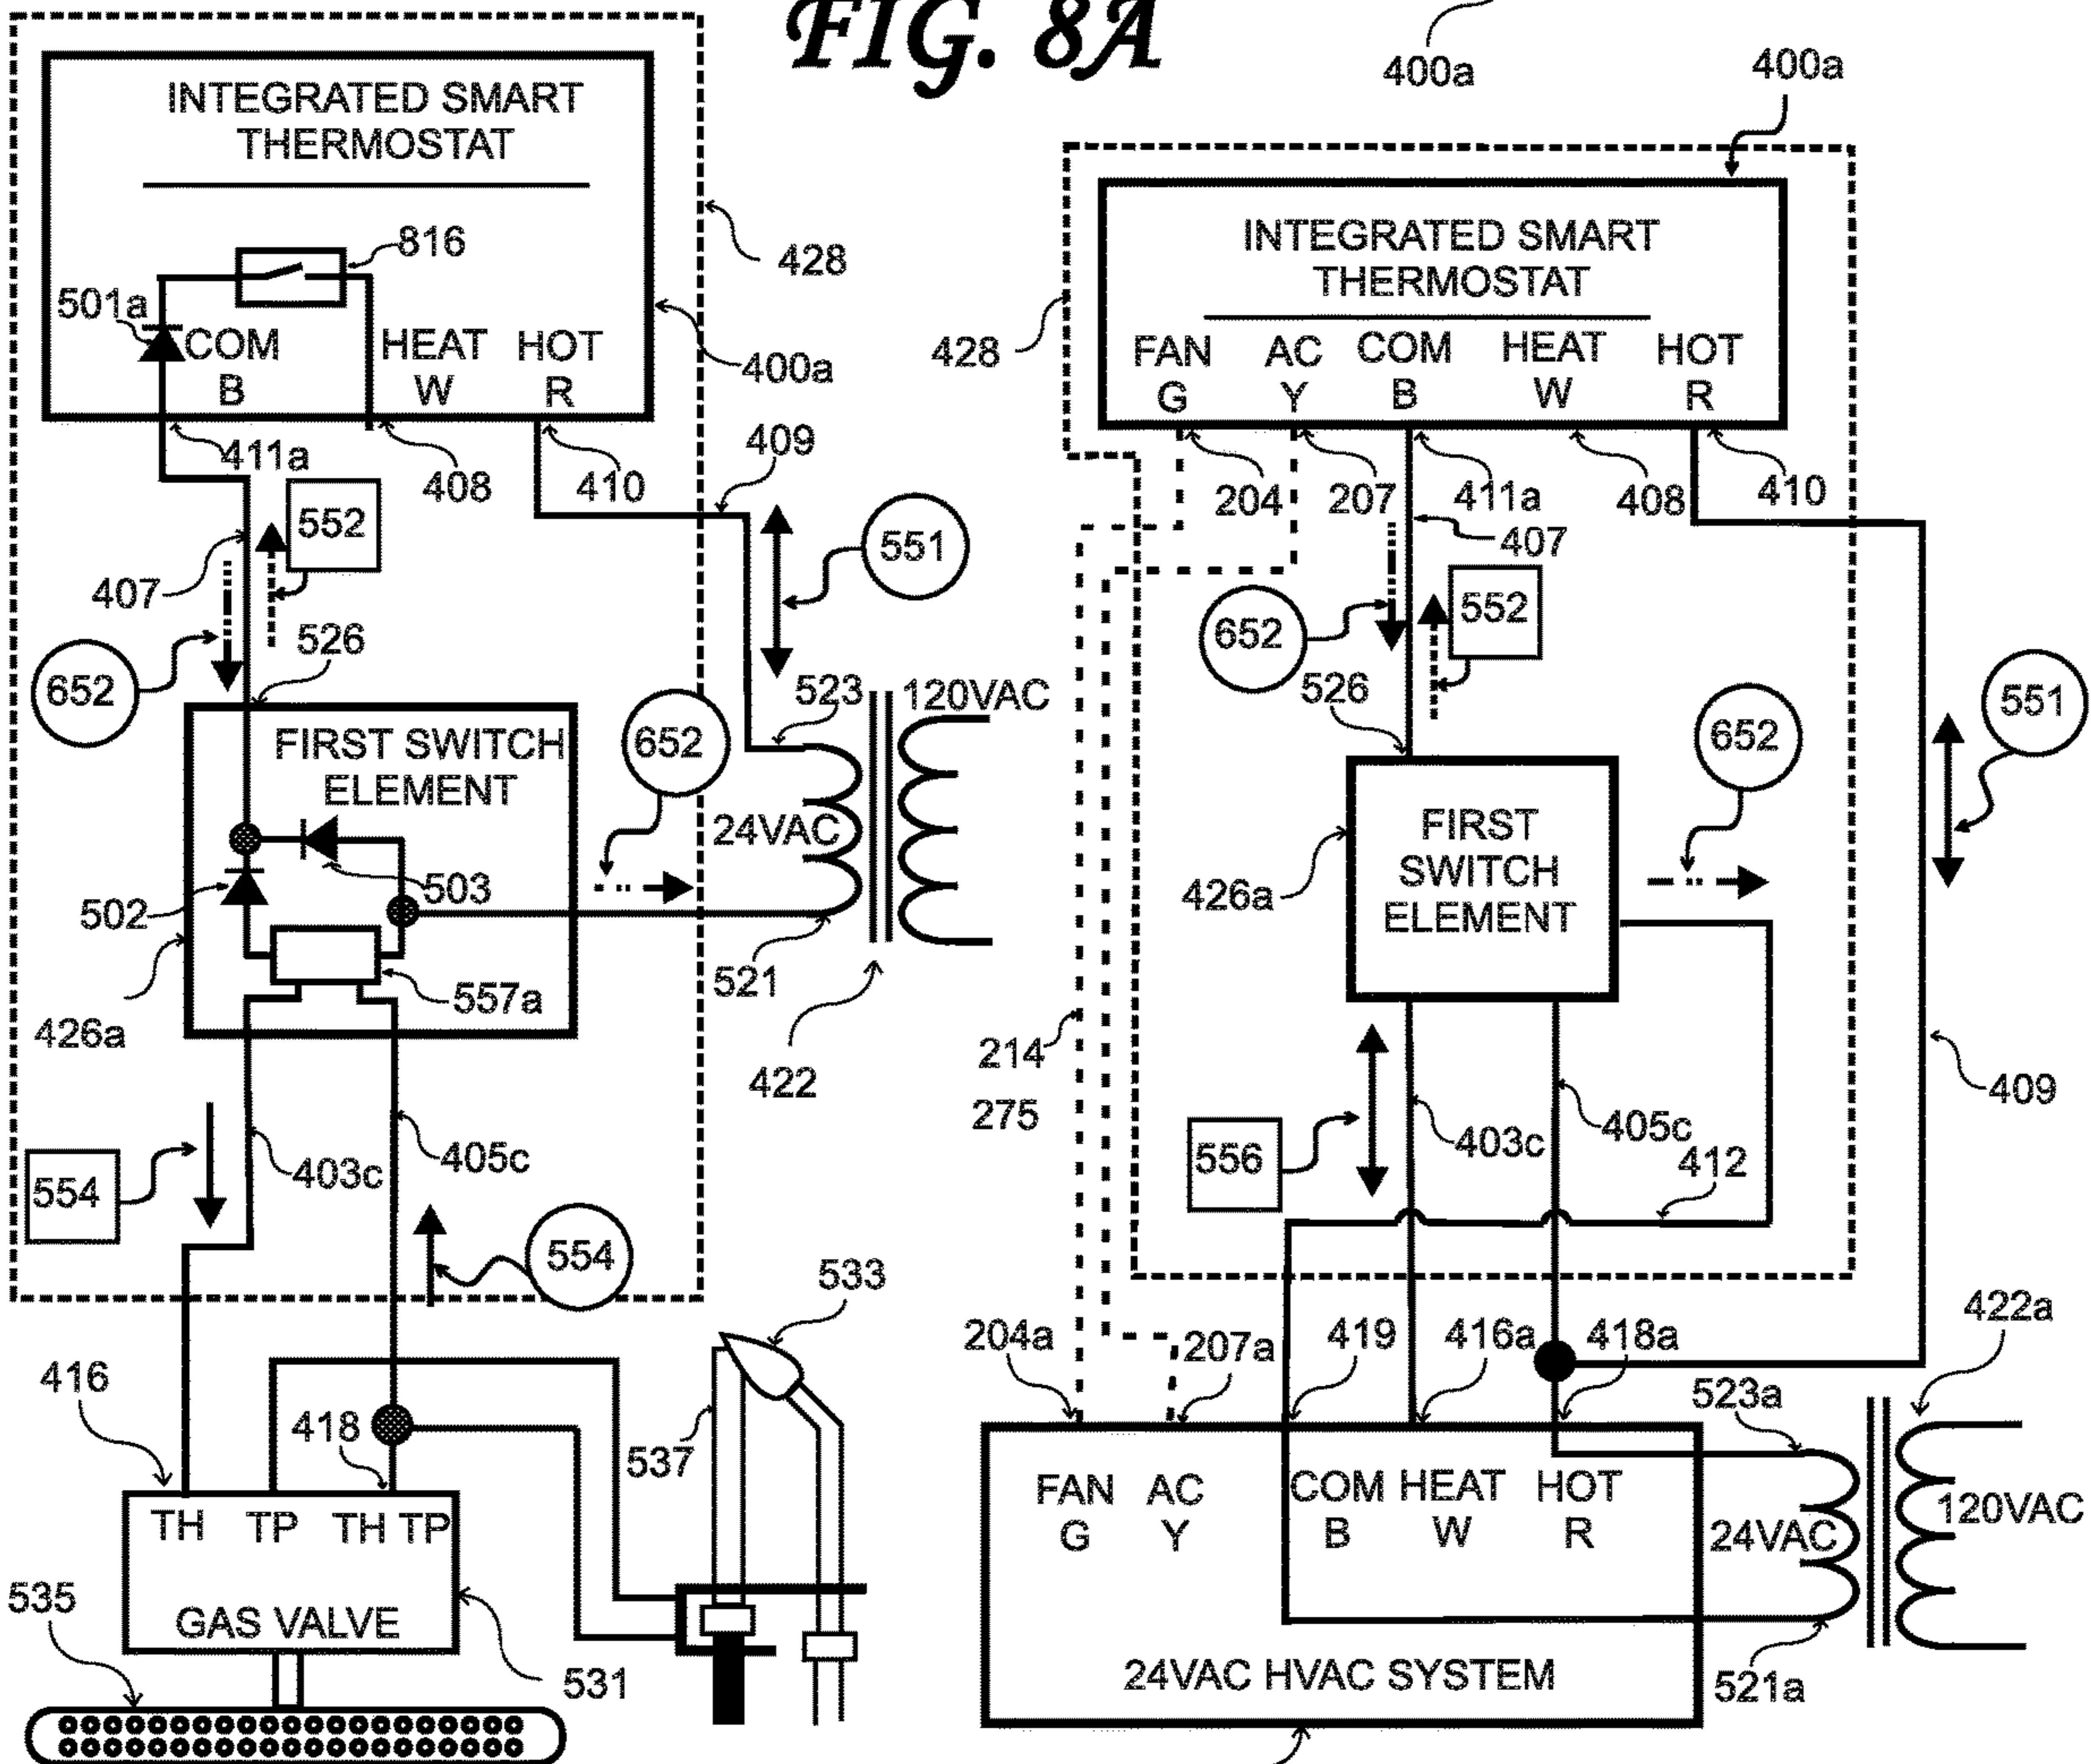 FIG. 8A
400a
400a
INTEGRATED SMART
THERMOSTAT
816
501a
COM
B
HEAT
W
HOT
R
428
400a
411a
408
410
409
552
551
407
652
526
523
120VAC
652
FIRST SWITCH
ELEMENT
24VAC
503
502
521
557a
426a
422
554
403c
405c
554
533
416
418
537
TH
TP
TH TP
535
GAS VALVE
531
INTEGRATED SMART
THERMOSTAT
428
FAN
G
AC
Y
COM
B
HEAT
W
HOT
R
204
207
411a
408
410
407
652
552
526
652
551
FIRST
SWITCH
ELEMENT
426a
214
275
409
556
403c
405c
412
422a
204a
207a
419
416a
418a
523a
FAN
G
AC
Y
COM
B
HEAT
W
HOT
R
24VAC
120VAC
24VAC HVAC SYSTEM
521a